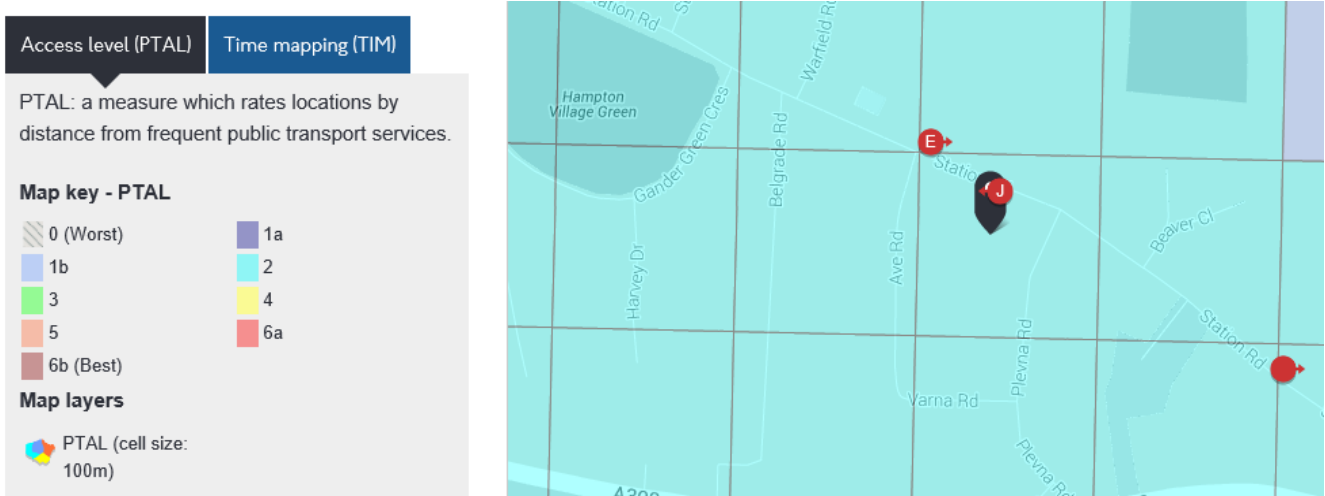 Access level (PTAL)
Time mapping (TIM)
PTAL: a measure which rates locations by
distance from frequent public transport services.
Map key - PTAL
0 (Worst)
1a
1b
2
3
4
5
6a
6b (Best)
Map layers
PTAL (cell size:
100m)
Station Rd
Warfield Rd
Hampton
Village Green
Gander Green Cres
Belgrade Rd
E
J
Beaver Cl
Harvey Dr
Ave Rd
Plevna Rd
Station Rd
Varna Rd
Plevna Rd